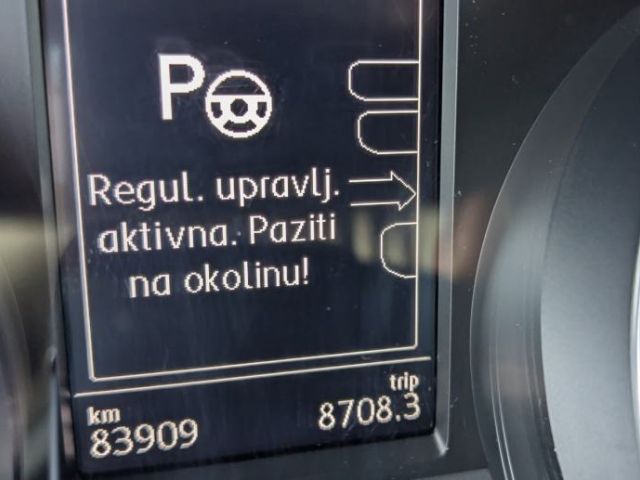 P
Regul. upravlj.
aktivna. Paziti
na okolinu!
trip
km
8708.3
83909